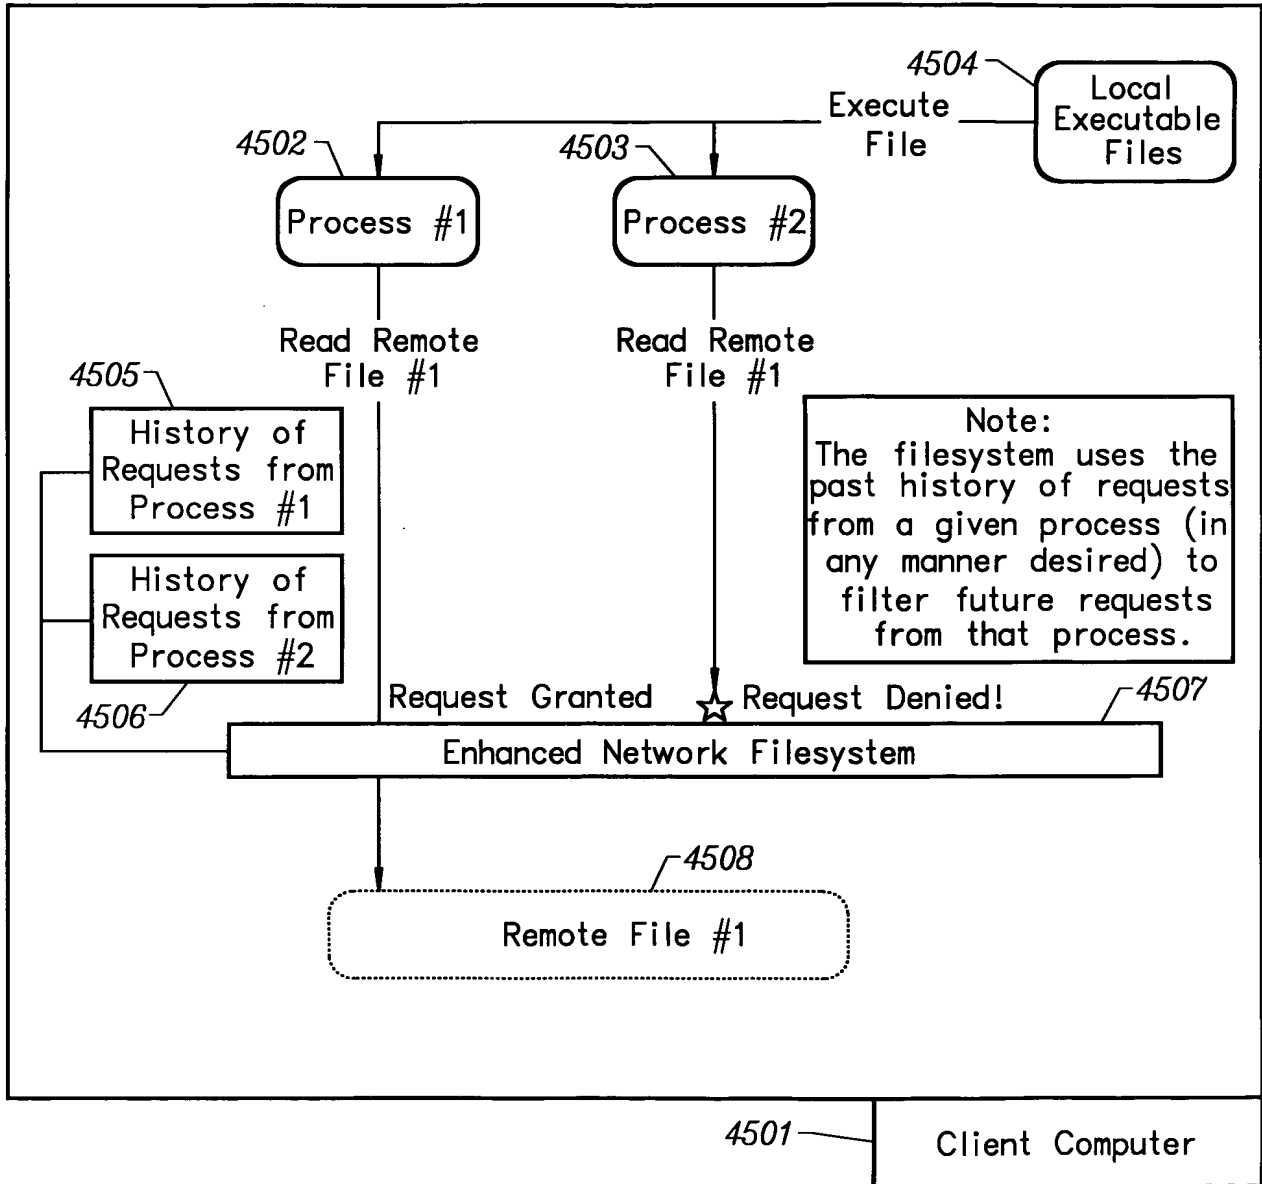 4504
Local
Executable
Files
Execute
File
4502
4503
Process #1
Process #2
Read Remote
File #1
Read Remote
File #1
4505
History of
Requests from
Process #1
History of
Requests from
Process #2
4506
Note:
The filesystem uses the
past history of requests
from a given process (in
any manner desired) to
filter future requests
from that process.
Request Granted
Request Denied!
4507
Enhanced Network Filesystem
4508
Remote File #1
4501
Client Computer